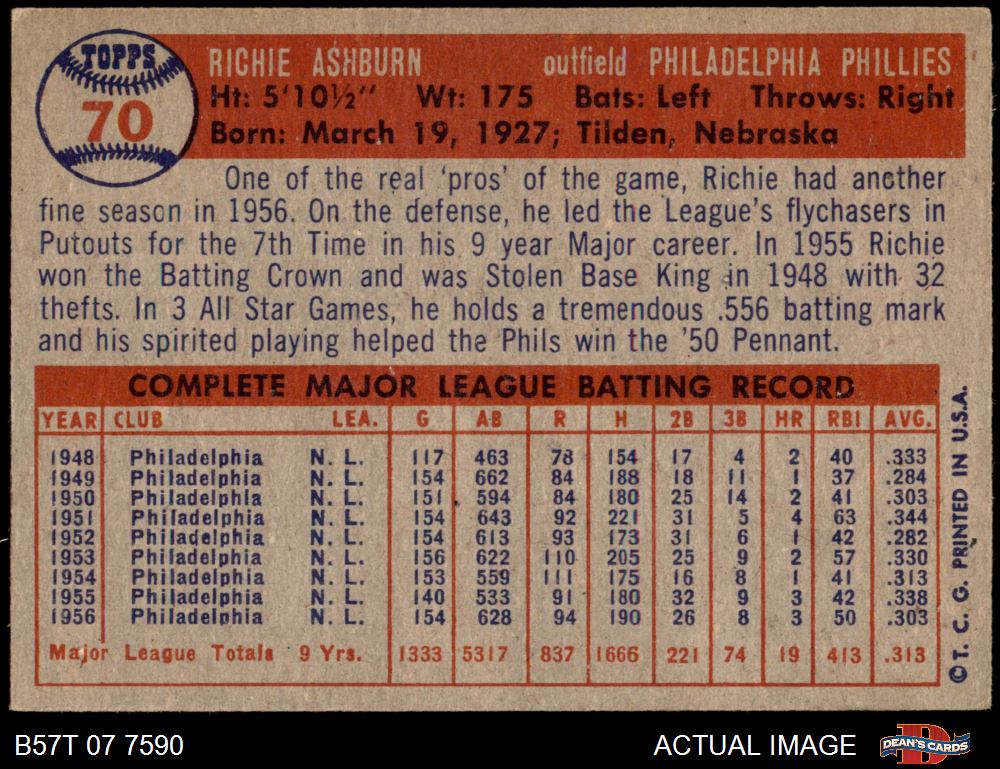 TOPPS
70
RICHIE ASHBURN outfield PHILADELPHIA PHILLIES
Ht: 5'10½" Wt: 175 Bats: Left Throws: Right
Born: March 19, 1927; Tilden, Nebraska
One of the real 'pros' of the game, Richie had another
fine season in 1956. On the defense, he led the League's flychasers in
Putouts for the 7th Time in his 9 year Major career. In 1955 Richie
won the Batting Crown and was Stolen Base King in 1948 with 32
thefts. In 3 All Star Games, he holds a tremendous .556 batting mark
and his spirited playing helped the Phils win the '50 Pennant.
COMPLETE MAJOR LEAGUE BATTING RECORD
YEAR CLUB LEA. G AB R H 2B 3B HR RBI AVG.
1948 Philadelphia N. L. 117 463 78 154 17 4 2 40 .333
1949 Philadelphia N. L. 154 662 84 188 18 11 1 37 .284
1950 Philadelphia N. L. 151 594 84 180 25 14 2 41 .303
1951 Philadelphia N. L. 154 643 92 221 31 5 4 63 .344
1952 Philadelphia N. L. 154 613 93 173 31 6 1 42 .282
1953 Philadelphia N. L. 156 622 110 205 25 9 2 57 .330
1954 Philadelphia N. L. 153 559 111 175 16 8 1 41 .313
1955 Philadelphia N. L. 140 533 91 180 32 9 3 42 .338
1956 Philadelphia N. L. 154 628 94 190 26 8 3 50 .303
Major League Totals 9 Yrs. 1333 5317 837 1666 221 74 19 413 .313
© T. C. G. PRINTED IN U.S.A.
B57T 07 7590 ACTUAL IMAGE DEAN'S CARDS